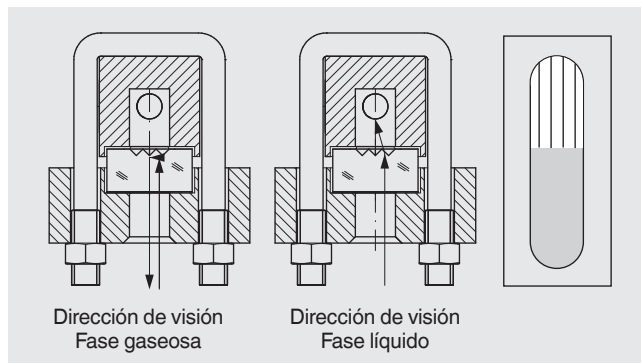 Dirección de visión
Fase gaseosa
Dirección de visión
Fase líquido